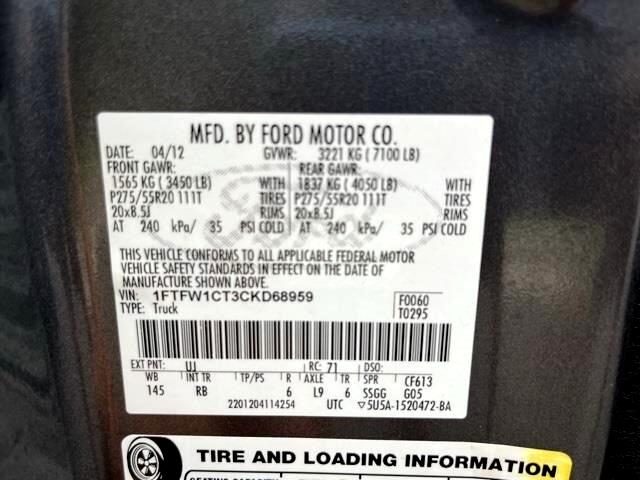 MFD. BY FORD MOTOR CO.
DATE: 04/12 GVWR: 3221 KG ( 7100 LB)
FRONT GAWR: REAR GAWR:
1565 KG ( 3450 LB) WITH 1837 KG ( 4050 LB) WITH
P275/55R20 111T TIRES P275/55R20 111T TIRES
20x8.5J RIMS 20x8.5J RIMS
AT 240 kPa/ 35 PSI COLD AT 240 kPa/ 35 PSI COLD
THIS VEHICLE CONFORMS TO ALL APPLICABLE FEDERAL MOTOR
VEHICLE SAFETY STANDARDS IN EFFECT ON THE DATE OF
MANUFACTURE SHOWN ABOVE.
VIN: 1FTFW1CT3CKD68959 F0060
TYPE: Truck T0295
EXT PNT: UJ RC: 71 DSO:
WB INT TR TP/PS R AXLE TR SPR CF613
145 RB 6 L9 6 SSGG G05
2201204114254 UTC ▽5U5A-1520472-BA
TIRE AND LOADING INFORMATION